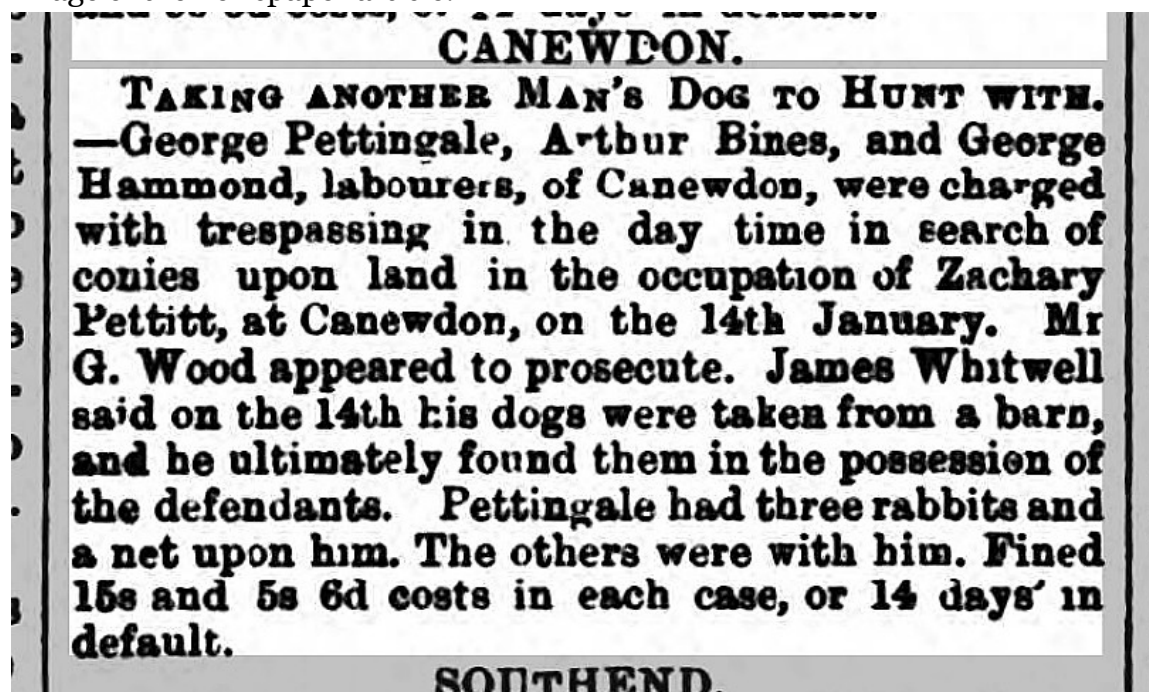 CANEWDON.
TAKING ANOTHER MAN'S DOG TO HUNT WITH.
—George Pettingale, Arthur Bines, and George
Hammond, labourers, of Canewdon, were charged
with trespassing in the day time in search of
conies upon land in the occupation of Zachary
Pettitt, at Canewdon, on the 14th January. Mr
G. Wood appeared to prosecute. James Whitwell
said on the 14th his dogs were taken from a barn,
and he ultimately found them in the possession of
the defendants. Pettingale had three rabbits and
a net upon him. The others were with him. Fined
15s and 5s 6d costs in each case, or 14 days' in
default.
SOUTHEND.